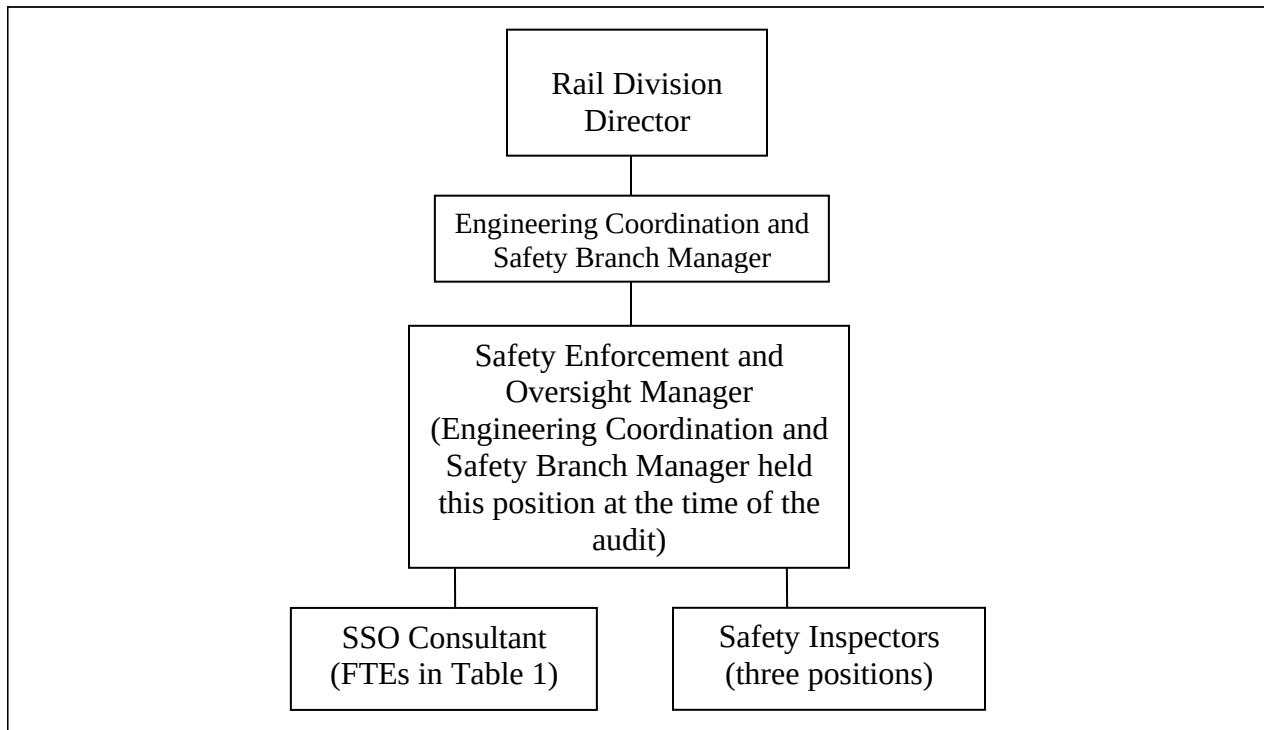 Rail Division
Director
Engineering Coordination and
Safety Branch Manager
Safety Enforcement and
Oversight Manager
(Engineering Coordination and
Safety Branch Manager held
this position at the time of the
audit)
SSO Consultant
(FTEs in Table 1)
Safety Inspectors
(three positions)